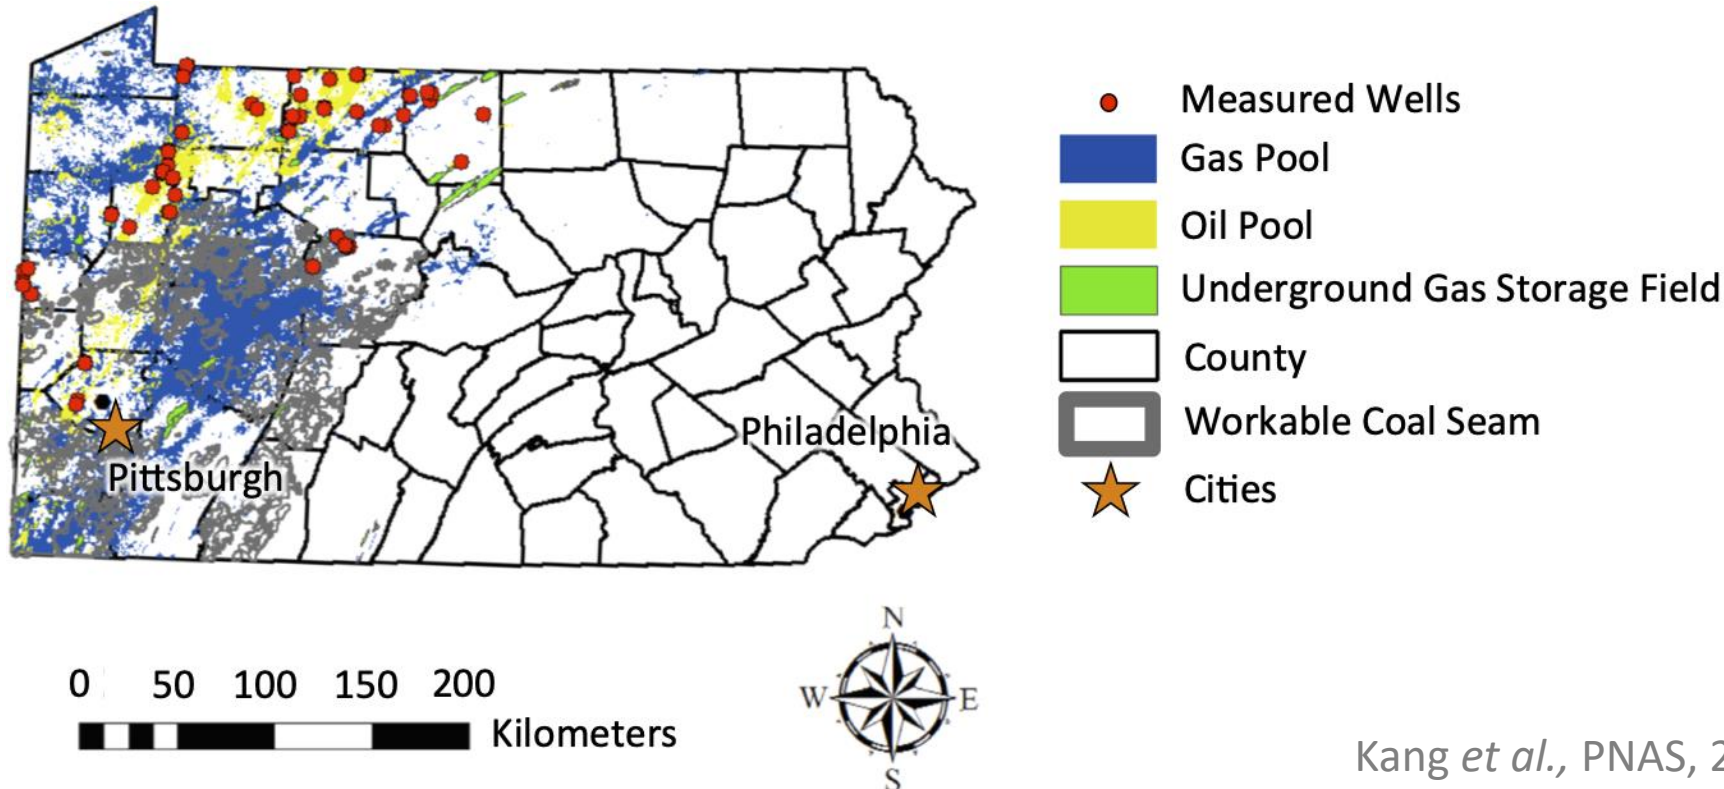 Measured Wells
Gas Pool
Oil Pool
Underground Gas Storage Field
County
Workable Coal Seam
Cities
Philadelphia
Pittsburgh
N
W E
S
0 50 100 150 200
Kilometers
Kang et al., PNAS, 2